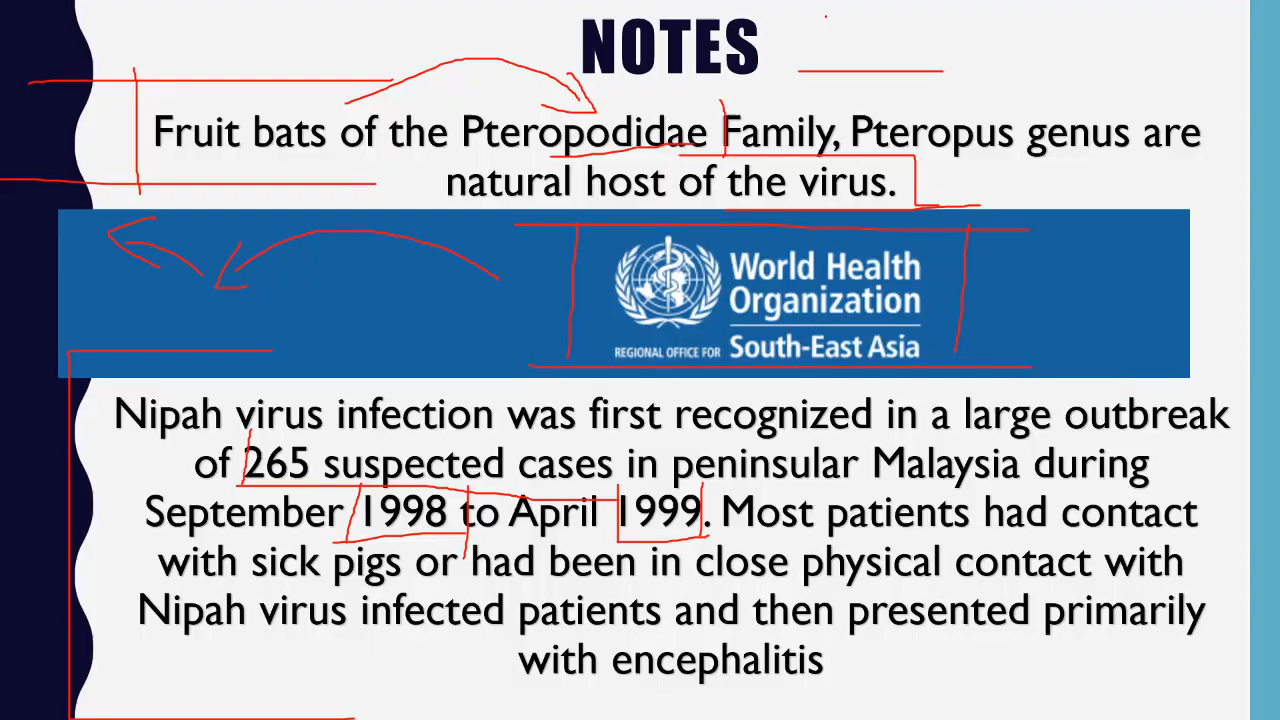 NOTES
Fruit bats of the Pteropodidae Family, Pteropus genus are
natural host of the virus.
World Health
Organization
REGIONAL OFFICE FOR South-East Asia
Nipah virus infection was first recognized in a large outbreak
of 265 suspected cases in peninsular Malaysia during
September 1998 to April 1999. Most patients had contact
with sick pigs or had been in close physical contact with
Nipah virus infected patients and then presented primarily
with encephalitis